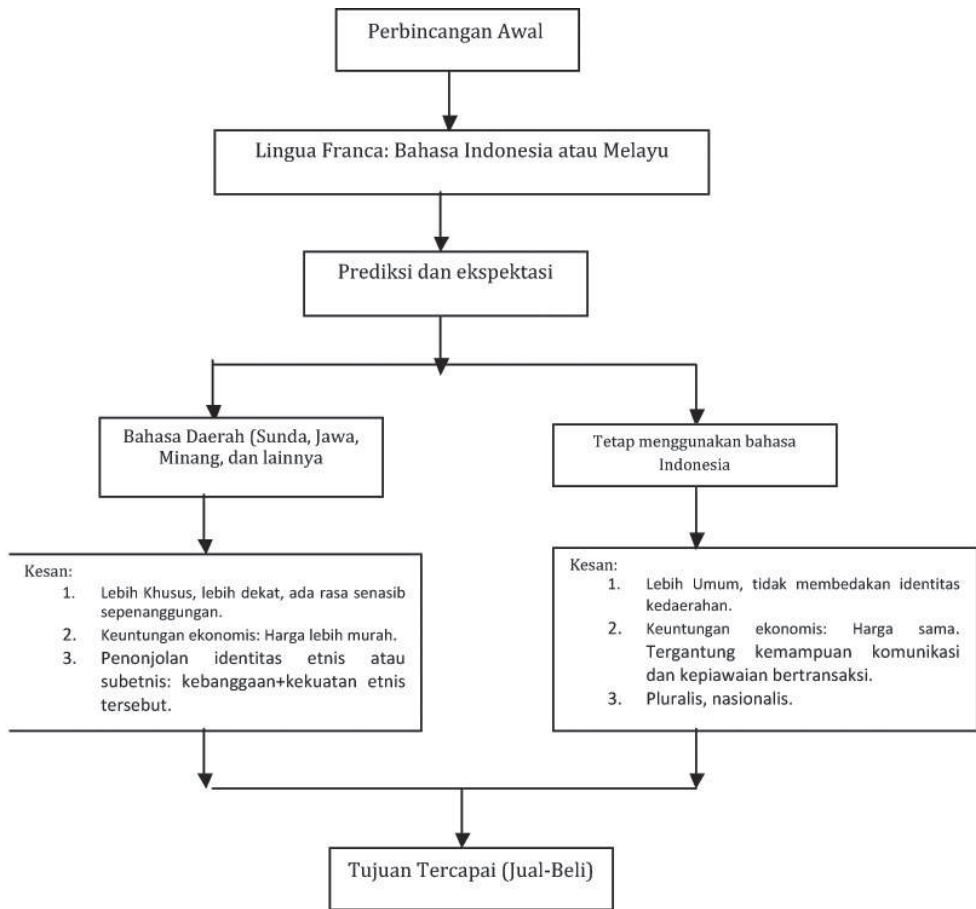 Perbincangan Awal
Lingua Franca: Bahasa Indonesia atau Melayu
Prediksi dan ekspektasi
Bahasa Daerah (Sunda, Jawa,
Minang, dan lainnya
Tetap menggunakan bahasa
Indonesia
Kesan:
1. Lebih Khusus, lebih dekat, ada rasa senasib
sepenanggungan.
2. Keuntungan ekonomis: Harga lebih murah.
3. Penonjolan identitas etnis atau
subetnis: kebanggaan+kekuatan etnis
tersebut.
Kesan:
1. Lebih Umum, tidak membedakan identitas
kedaerahan.
2. Keuntungan ekonomis: Harga sama.
Tergantung kemampuan komunikasi
dan kepiawaian bertransaksi.
3. Pluralis, nasionalis.
Tujuan Tercapai (Jual-Beli)